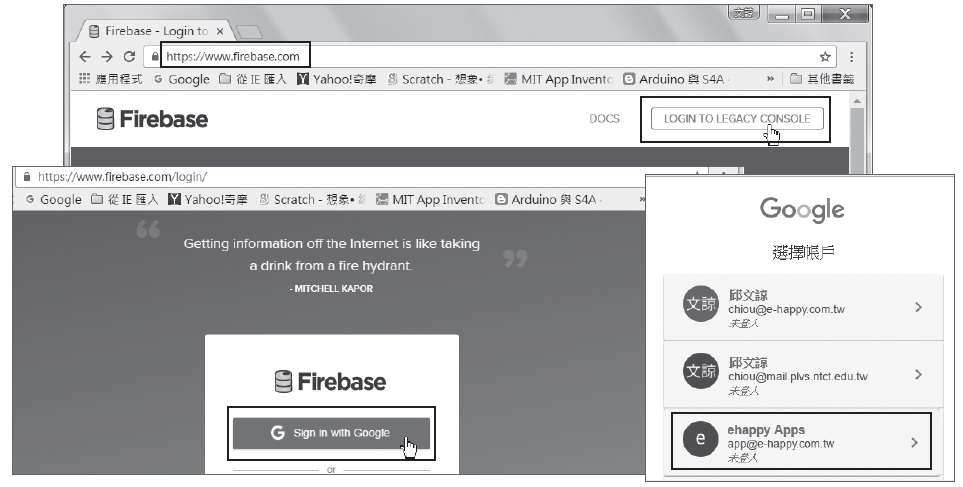 文諒
Firebase - Login to ×
https://www.firebase.com
應用程式 G Google 從 IE 匯入 Yahoo!奇摩 Scratch - 想象• MIT App Invento Arduino 與 S4A » 其他書籤
Firebase DOCS LOGIN TO LEGACY CONSOLE
https://www.firebase.com/login/
G Google 從 IE 匯入 Yahoo!奇摩 Scratch - 想象• MIT App Invento Arduino 與 S4A »
“ Getting information off the Internet is like taking
a drink from a fire hydrant. ”
- MITCHELL KAPOR
Firebase
G Sign in with Google
or
Google
選擇帳戶
文諒 邱文諒
chiou@e-happy.com.tw
未登入
文諒 邱文諒
chiou@mail.plvs.ntct.edu.tw
未登入
e ehappy Apps
app@e-happy.com.tw
未登入